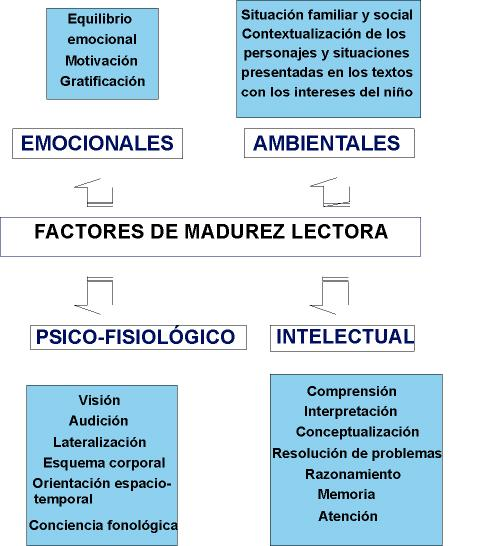 Equilibrio
emocional
Motivación
Gratificación
Situación familiar y social
Contextualización de los
personajes y situaciones
presentadas en los textos
con los intereses del niño
EMOCIONALES
AMBIENTALES
FACTORES DE MADUREZ LECTORA
PSICO-FISIOLÓGICO
INTELECTUAL
Visión
Audición
Lateralización
Esquema corporal
Orientación espacio-
temporal
Conciencia fonológica
Comprensión
Interpretación
Conceptualización
Resolución de problemas
Razonamiento
Memoria
Atención